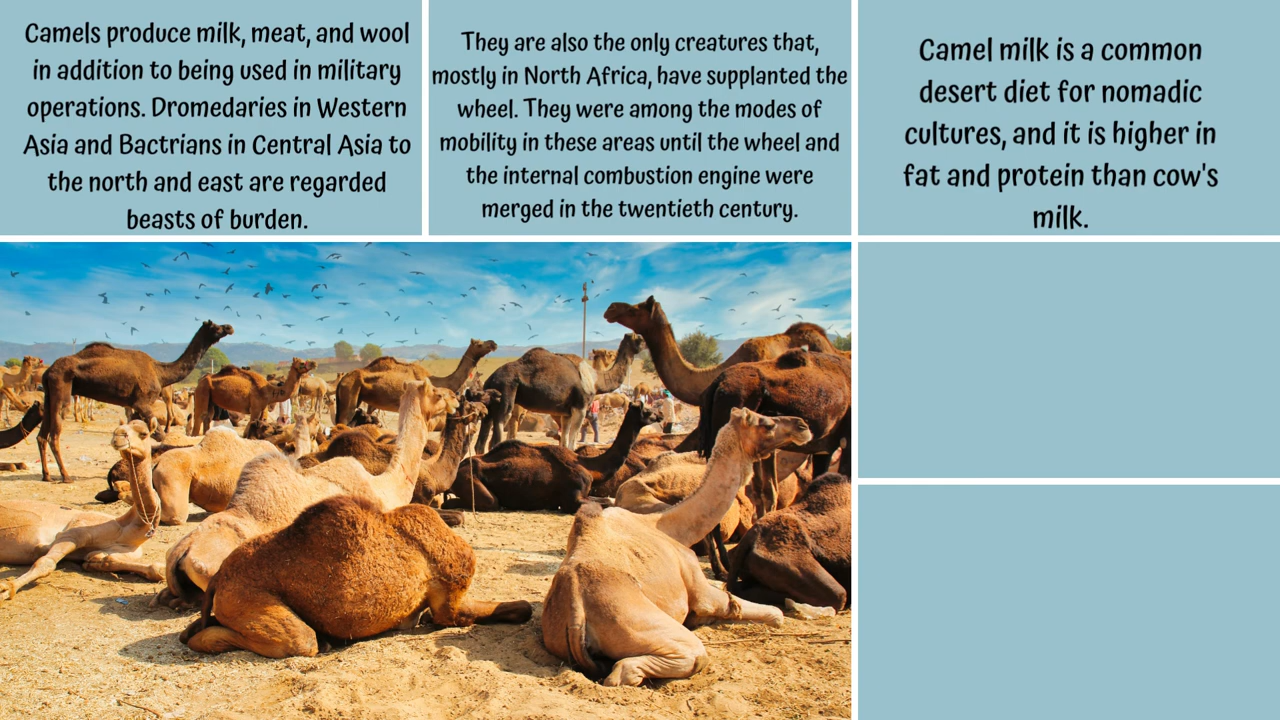 Camels produce milk, meat, and wool
in addition to being used in military
operations. Dromedaries in Western
Asia and Bactrians in Central Asia to
the north and east are regarded
beasts of burden.
They are also the only creatures that,
mostly in North Africa, have supplanted the
wheel. They were among the modes of
mobility in these areas until the wheel and
the internal combustion engine were
merged in the twentieth century.
Camel milk is a common
desert diet for nomadic
cultures, and it is higher in
fat and protein than cow's
milk.